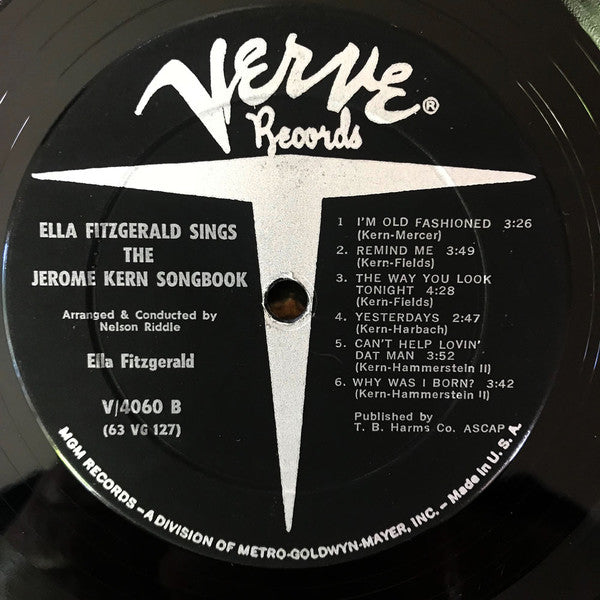 Verve®
Records
ELLA FITZGERALD SINGS
THE
JEROME KERN SONGBOOK
Arranged & Conducted by
Nelson Riddle
Ella Fitzgerald
V/4060 B
(63 VG 127)
1 I'M OLD FASHIONED 3:26
(Kern-Mercer)
2. REMIND ME 3:49
(Kern-Fields)
3. THE WAY YOU LOOK
TONIGHT 4:28
(Kern-Fields)
4. YESTERDAYS 2:47
(Kern-Harbach)
5. CAN'T HELP LOVIN'
DAT MAN 3:52
(Kern-Hammerstein II)
6. WHY WAS I BORN? 3:42
(Kern-Hammerstein II)
Published by
T. B. Harms Co. ASCAP
MGM RECORDS – A DIVISION OF METRO-GOLDWYN-MAYER, INC. – Made in U. S. A.